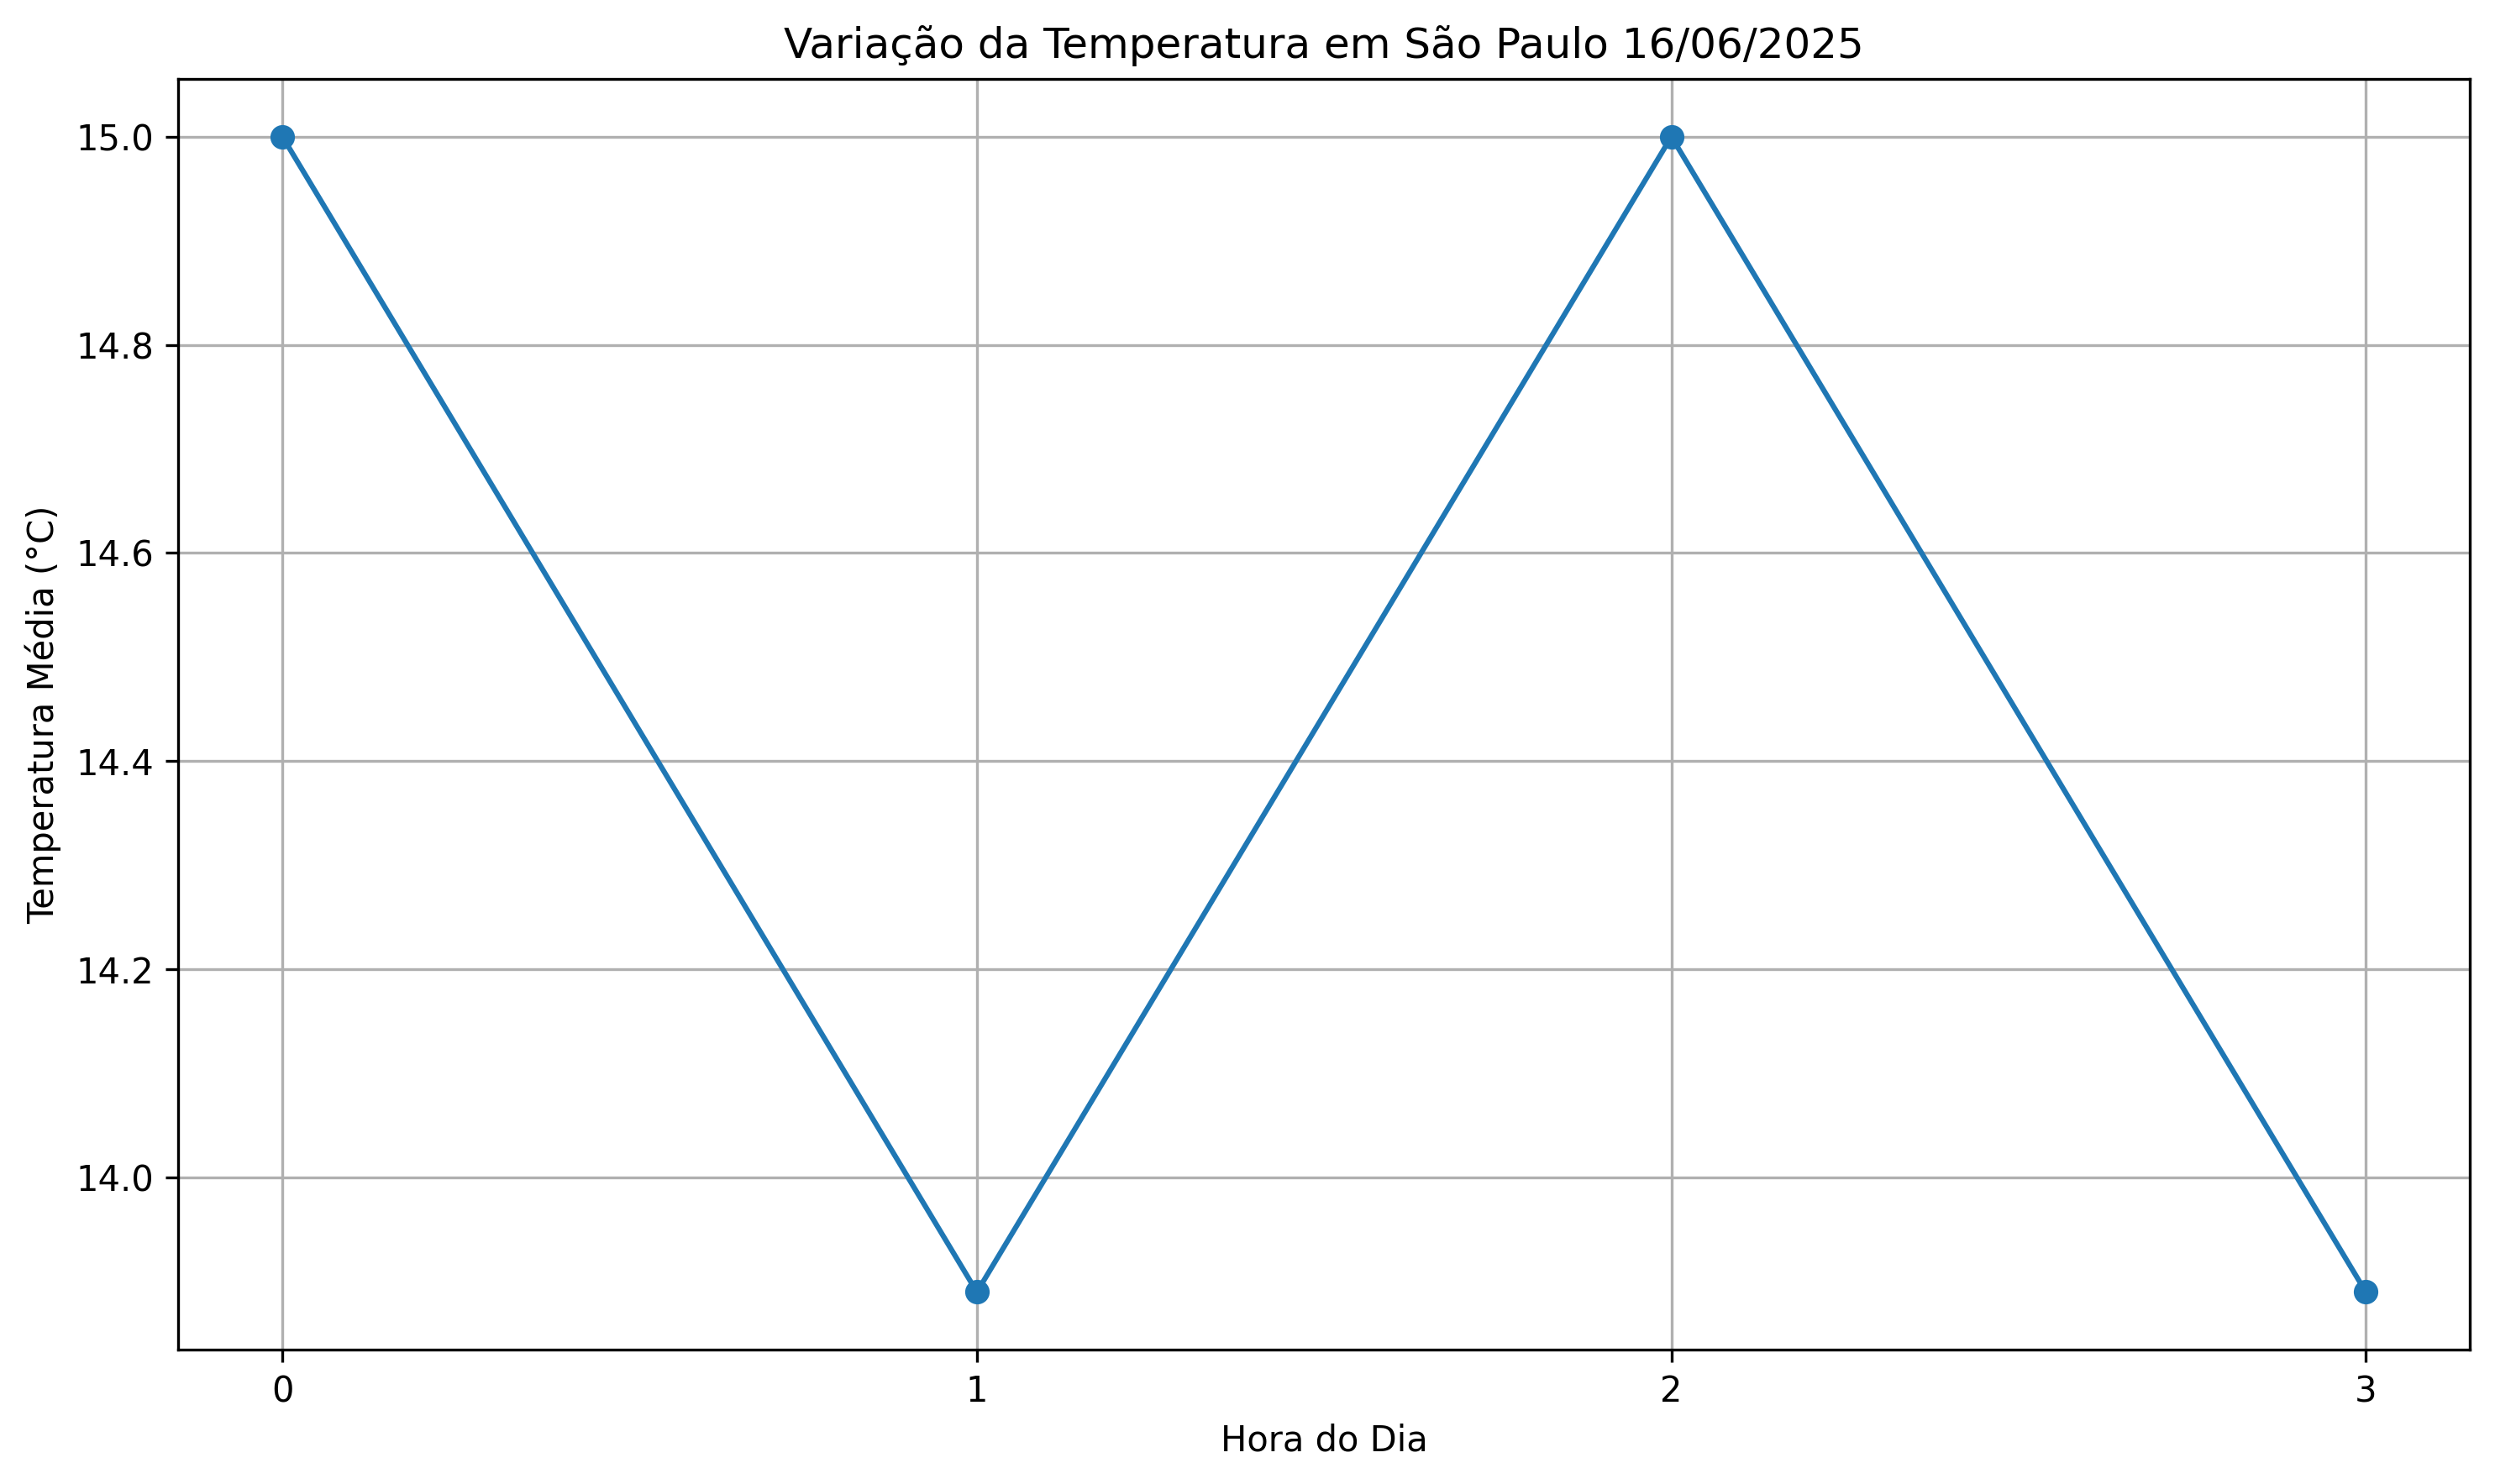 Variação da Temperatura em São Paulo 16/06/2025
15.0
14.8
14.6
14.4
14.2
14.0
Temperatura Média (°C)
0 1 2 3
Hora do Dia